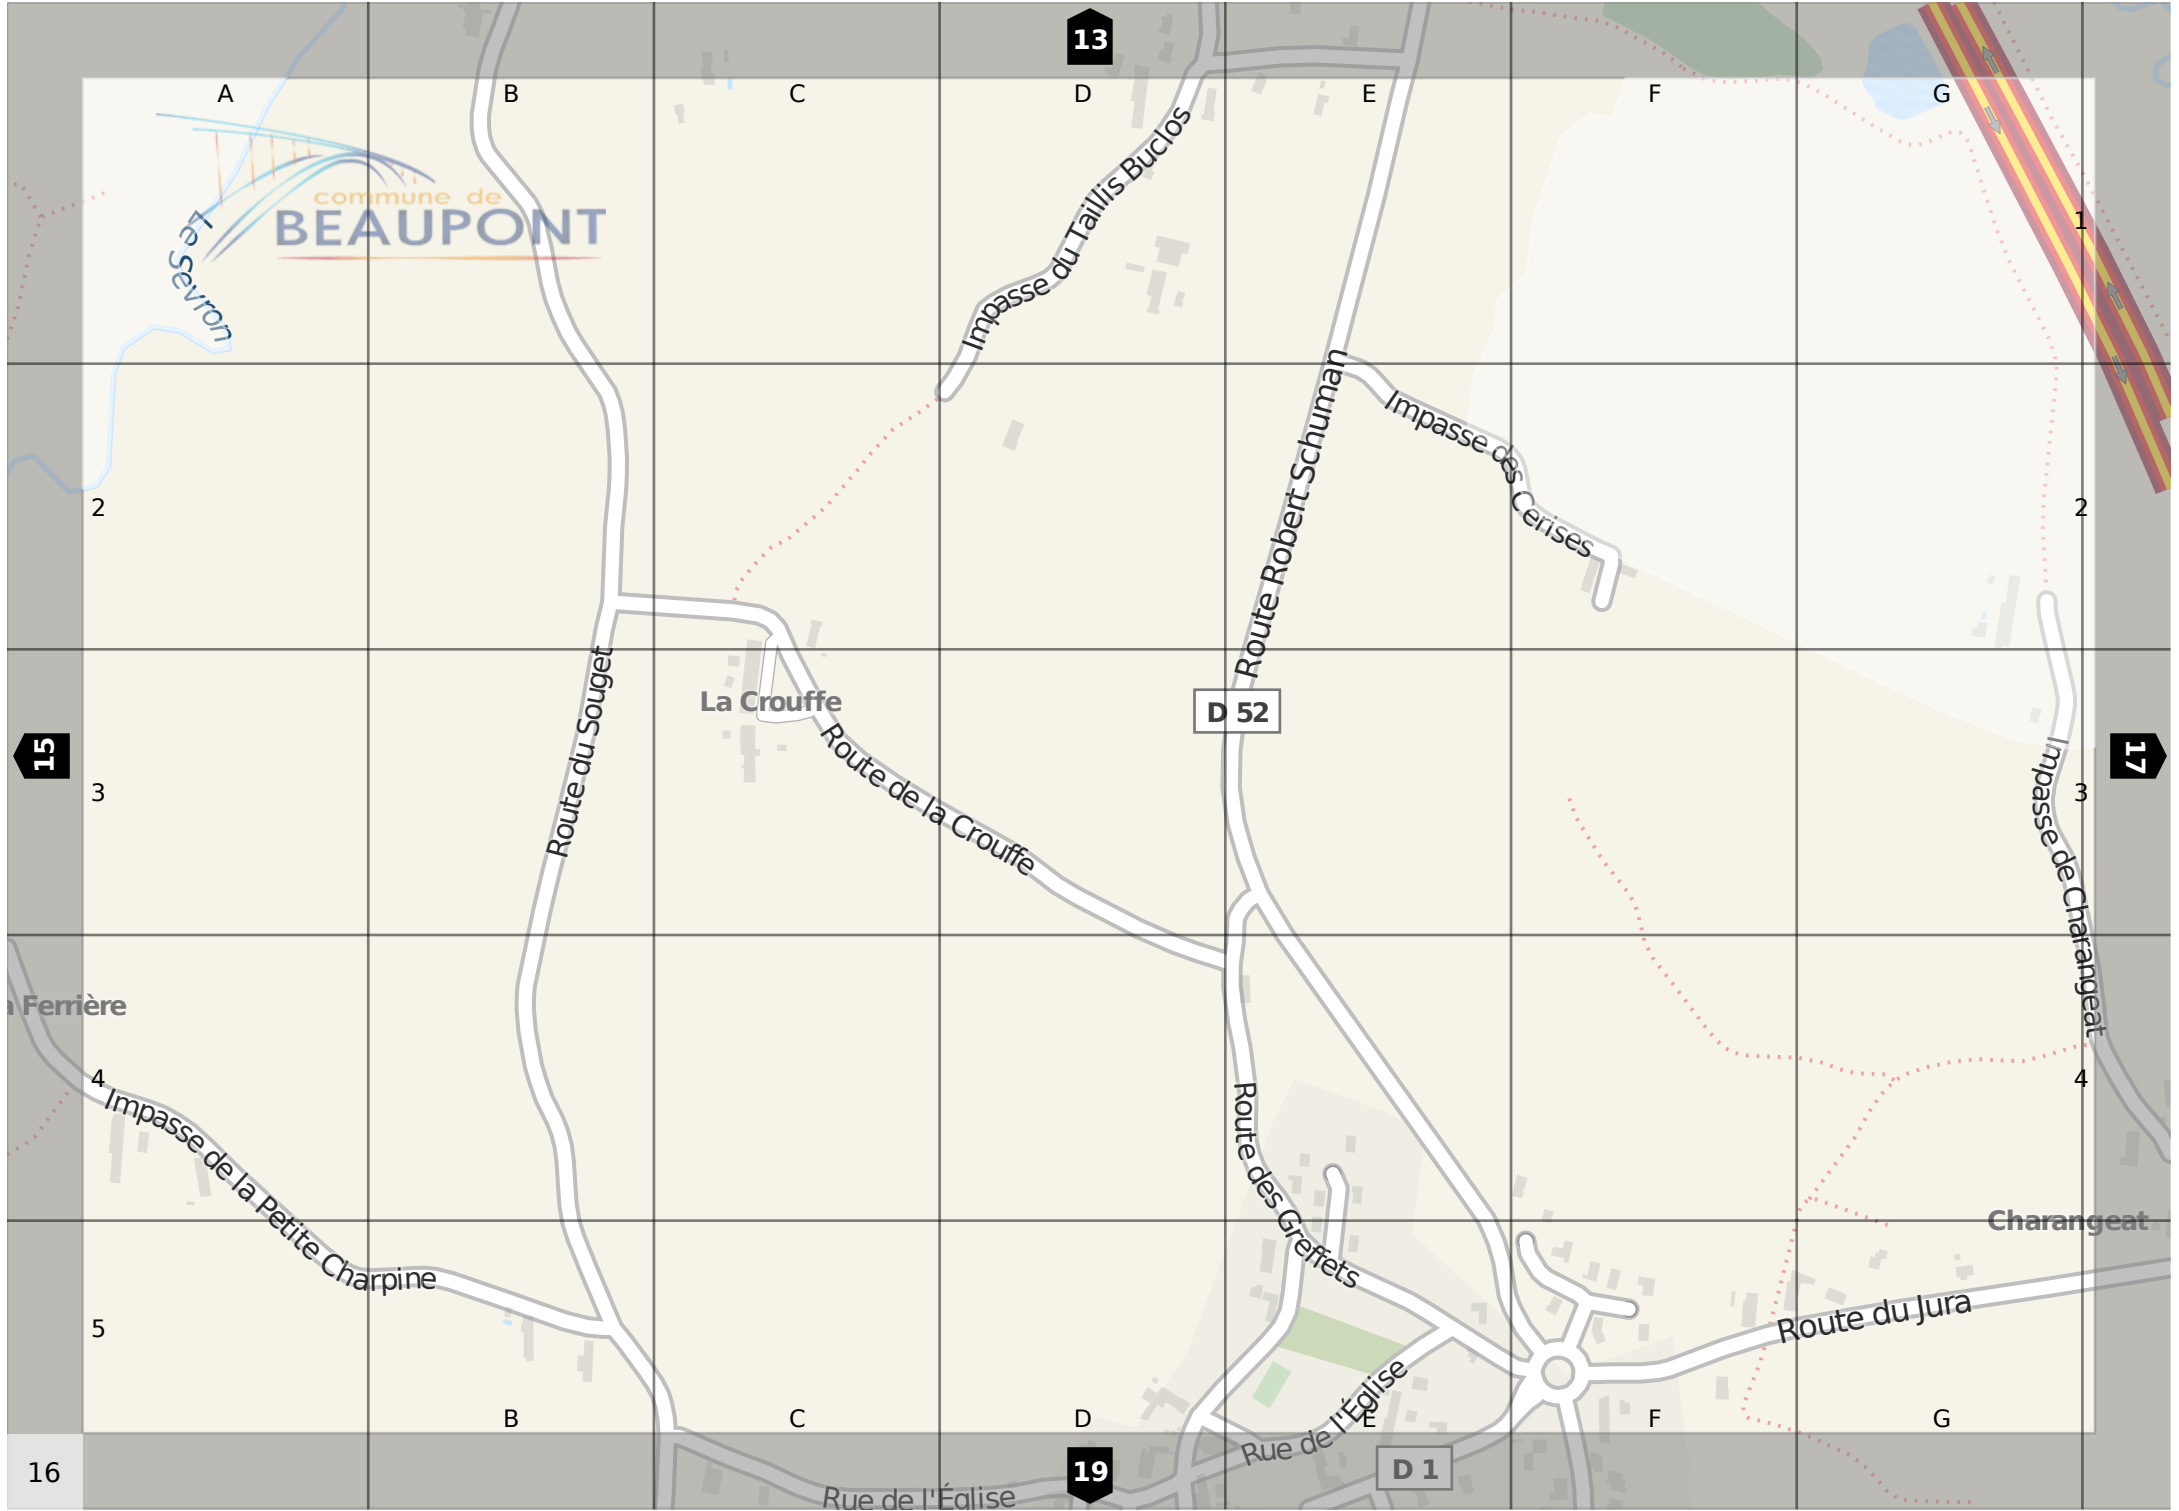 13
A
B
C
D
E
F
G
commune de
BEAUPONT
Le Sevron
Impasse du Taillis Buclos
1
Route Robert Schuman
Impasse des Cerises
2
2
La Crouffe
D 52
Route du Souget
Route de la Crouffe
15
17
3
3
Impasse de Charangeat
a Ferrière
4
4
Impasse de la Petite Charpine
Route des Greffets
Charangeat
5
Route du Jura
B
C
D
E
F
G
Rue de l'Église
D 1
16
19
Rue de l'Église